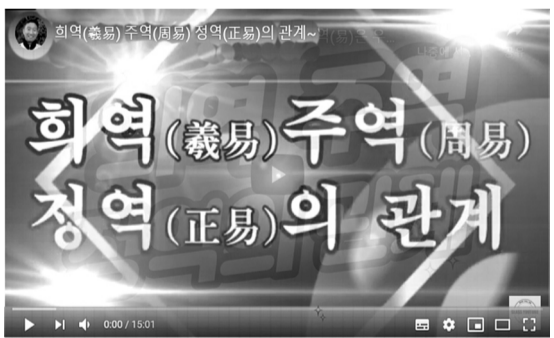 희역(羲易) 주역(周易) 정역(正易)의 관계~
희역(羲易)주역(周易)
정역(正易)의 관계
0:00 / 15:01